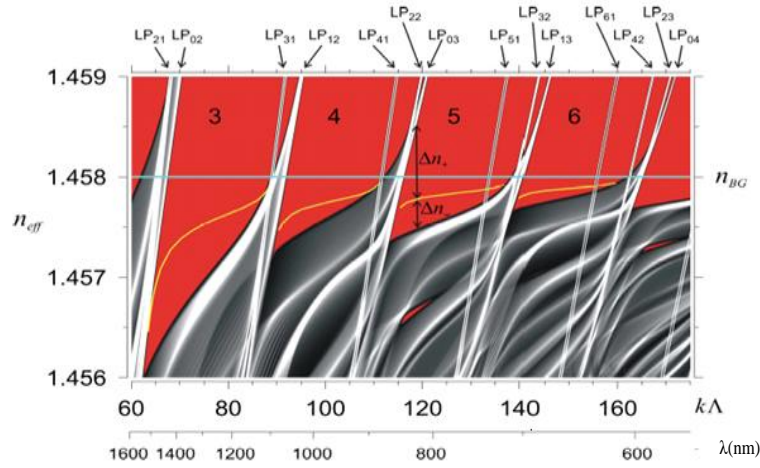 LP22 LP32 LP61 LP23
LP21 LP02 LP31 LP12 LP41 LP03 LP51 LP13 LP42 LP04
1.459
3 4 5 6
Δn+
1.458
n_BG
n_eff
Δn-
1.457
1.456
60 80 100 120 140 160 kΛ
1600 1400 1200 1000 800 600 λ(nm)